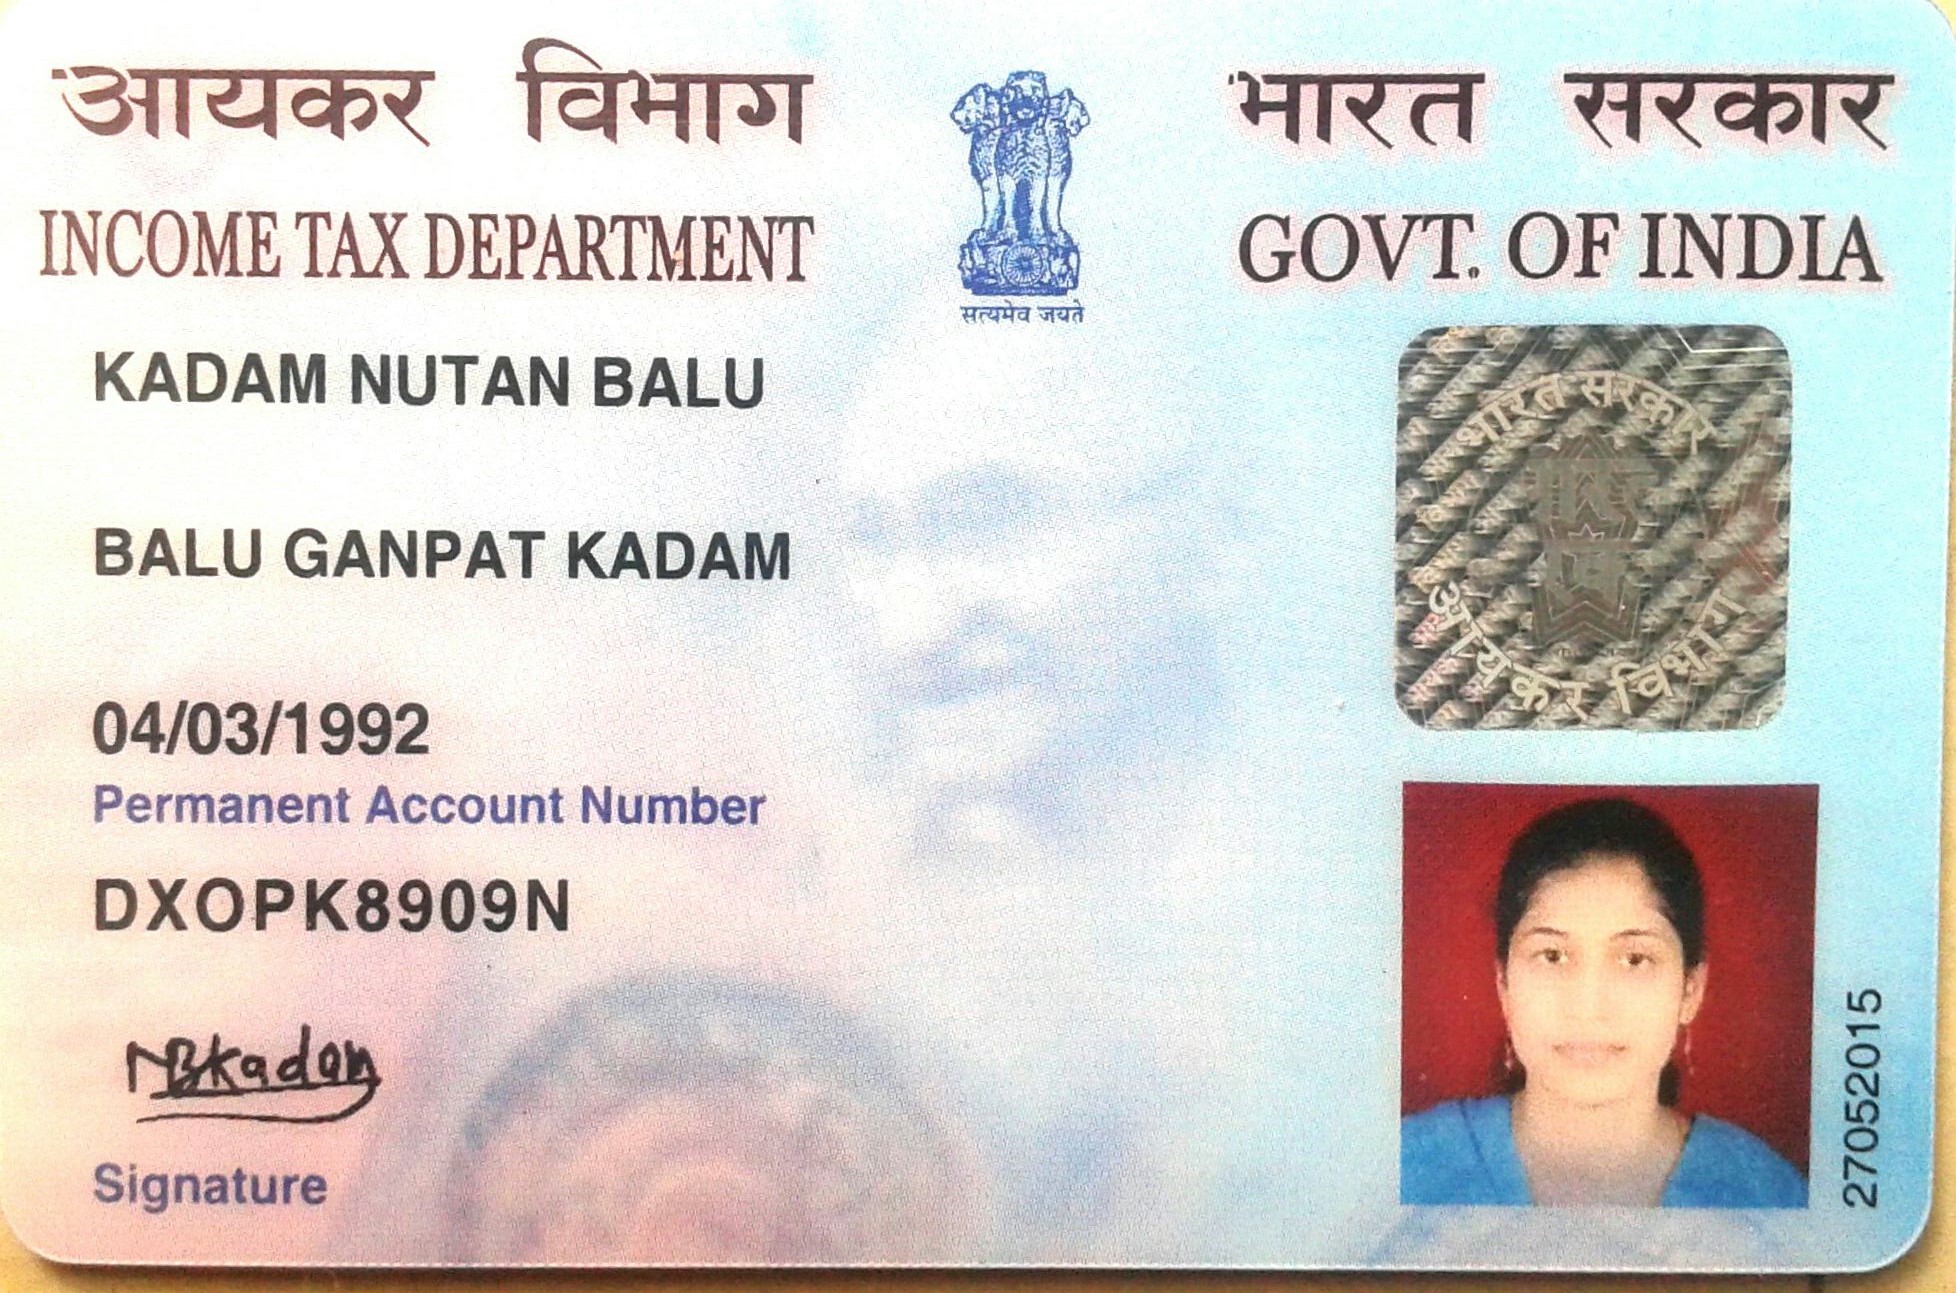 आयकर विभाग
भारत सरकार
INCOME TAX DEPARTMENT
GOVT. OF INDIA
सत्यमेव जयते
KADAM NUTAN BALU
भारत सरकार
BALU GANPAT KADAM
आयकर विभाग
04/03/1992
Permanent Account Number
DXOPK8909N
NBKadam
Signature
27052015